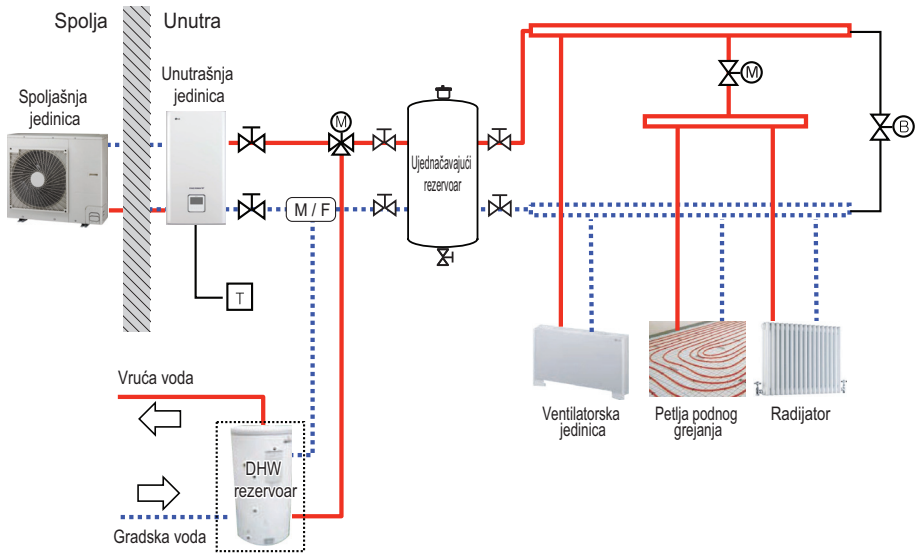 Spolja
Unutra
Spoljašnja
jedinica
Unutrašnja
jedinica
M
M
B
Ujednačavajući
rezervoar
M / F
T
Vruća voda
DHW
rezervoar
Gradska voda
Ventilatorska
jedinica
Petlja podnog
grejanja
Radijator